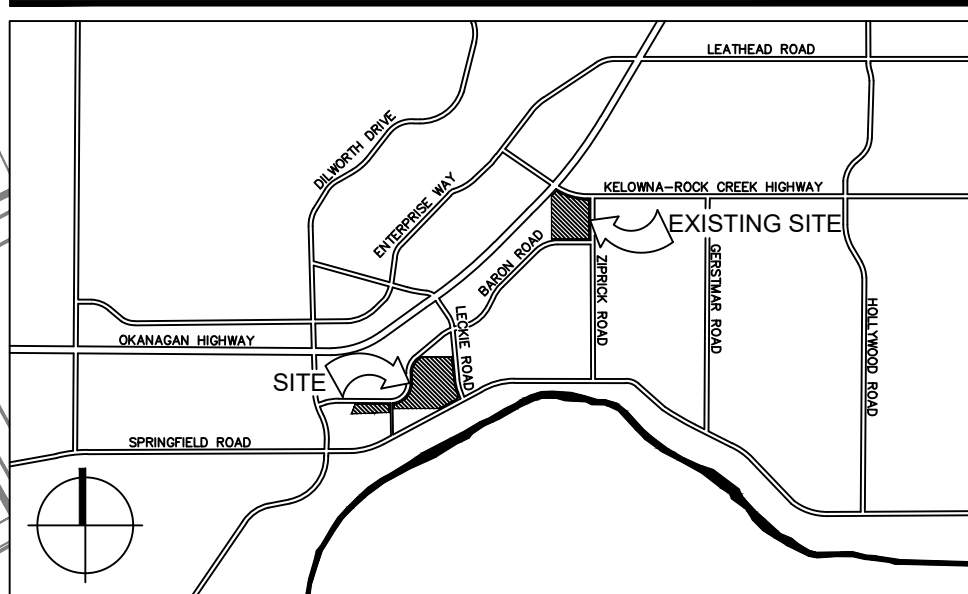 LEATHEAD ROAD
DILWORTH DRIVE
ENTERPRISE WAY
KELOWNA-ROCK CREEK HIGHWAY
EXISTING SITE
BARON ROAD
ZIPRICK ROAD
GERSTMAR ROAD
HOLLYWOOD ROAD
LECKIE ROAD
OKANAGAN HIGHWAY
SITE
SPRINGFIELD ROAD